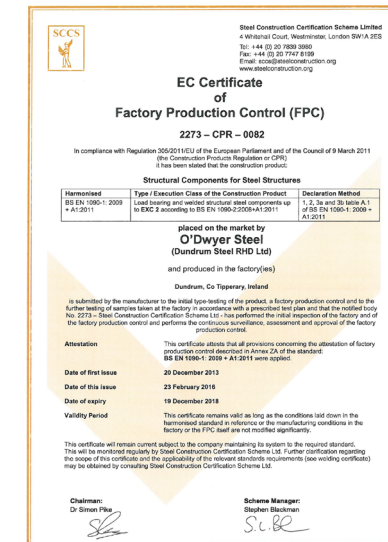 SCCS
Steel Construction Certification Scheme Limited
4 Whitehall Court, Westminster, London SW1A 2ES
Tel: +44 (0) 20 7839 3980
Fax: +44 (0) 20 7747 8199
Email: sccs@steelconstruction.org
www.steelconstruction.org
EC Certificate
of
Factory Production Control (FPC)
2273 – CPR – 0082
In compliance with Regulation 305/2011/EU of the European Parliament and of the Council of 9 March 2011
(the Construction Products Regulation or CPR)
it has been stated that the construction product:
Structural Components for Steel Structures
Harmonised Type / Execution Class of the Construction Product Declaration Method
BS EN 1090-1: 2009 Load bearing and welded structural steel components up 1, 2, 3a and 3b table A.1
+ A1:2011 to EXC 2 according to BS EN 1090-2:2008+A1:2011 of BS EN 1090-1: 2009 +
A1:2011
placed on the market by
O'Dwyer Steel
(Dundrum Steel RHD Ltd)
and produced in the factory(ies)
Dundrum, Co Tipperary, Ireland
is submitted by the manufacturer to the initial type-testing of the product, a factory production control and to the
further testing of samples taken at the factory in accordance with a prescribed test plan and that the notified body
No. 2273 – Steel Construction Certification Scheme Ltd - has performed the initial inspection of the factory and of
the factory production control and performs the continuous surveillance, assessment and approval of the factory
production control.
Attestation This certificate attests that all provisions concerning the attestation of factory
production control described in Annex ZA of the standard:
BS EN 1090-1: 2009 + A1:2011 were applied.
Date of first issue 20 December 2013
Date of this issue 23 February 2016
Date of expiry 19 December 2018
Validity Period This certificate remains valid as long as the conditions laid down in the
harmonised standard in reference or the manufacturing conditions in the
factory or the FPC itself are not modified significantly.
This certificate will remain current subject to the company maintaining its system to the required standard.
This will be monitored regularly by Steel Construction Certification Scheme Ltd. Further clarification regarding
the scope of this certificate and the applicability of the relevant standards requirements (see welding certificate)
may be obtained by consulting Steel Construction Certification Scheme Ltd.
Chairman: Scheme Manager:
Dr Simon Pike Stephen Blackman